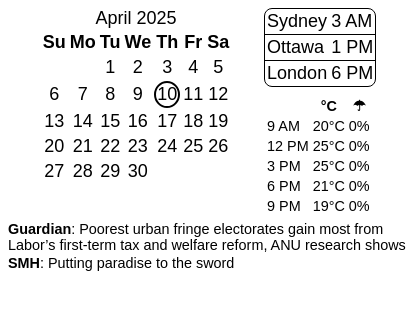 April 2025
Su Mo Tu We Th Fr Sa
1 2 3 4 5
6 7 8 9 10 11 12
13 14 15 16 17 18 19
20 21 22 23 24 25 26
27 28 29 30
Sydney 3 AM
Ottawa 1 PM
London 6 PM
°C ☂
9 AM 20°C 0%
12 PM 25°C 0%
3 PM 25°C 0%
6 PM 21°C 0%
9 PM 19°C 0%
Guardian: Poorest urban fringe electorates gain most from
Labor’s first-term tax and welfare reform, ANU research shows
SMH: Putting paradise to the sword